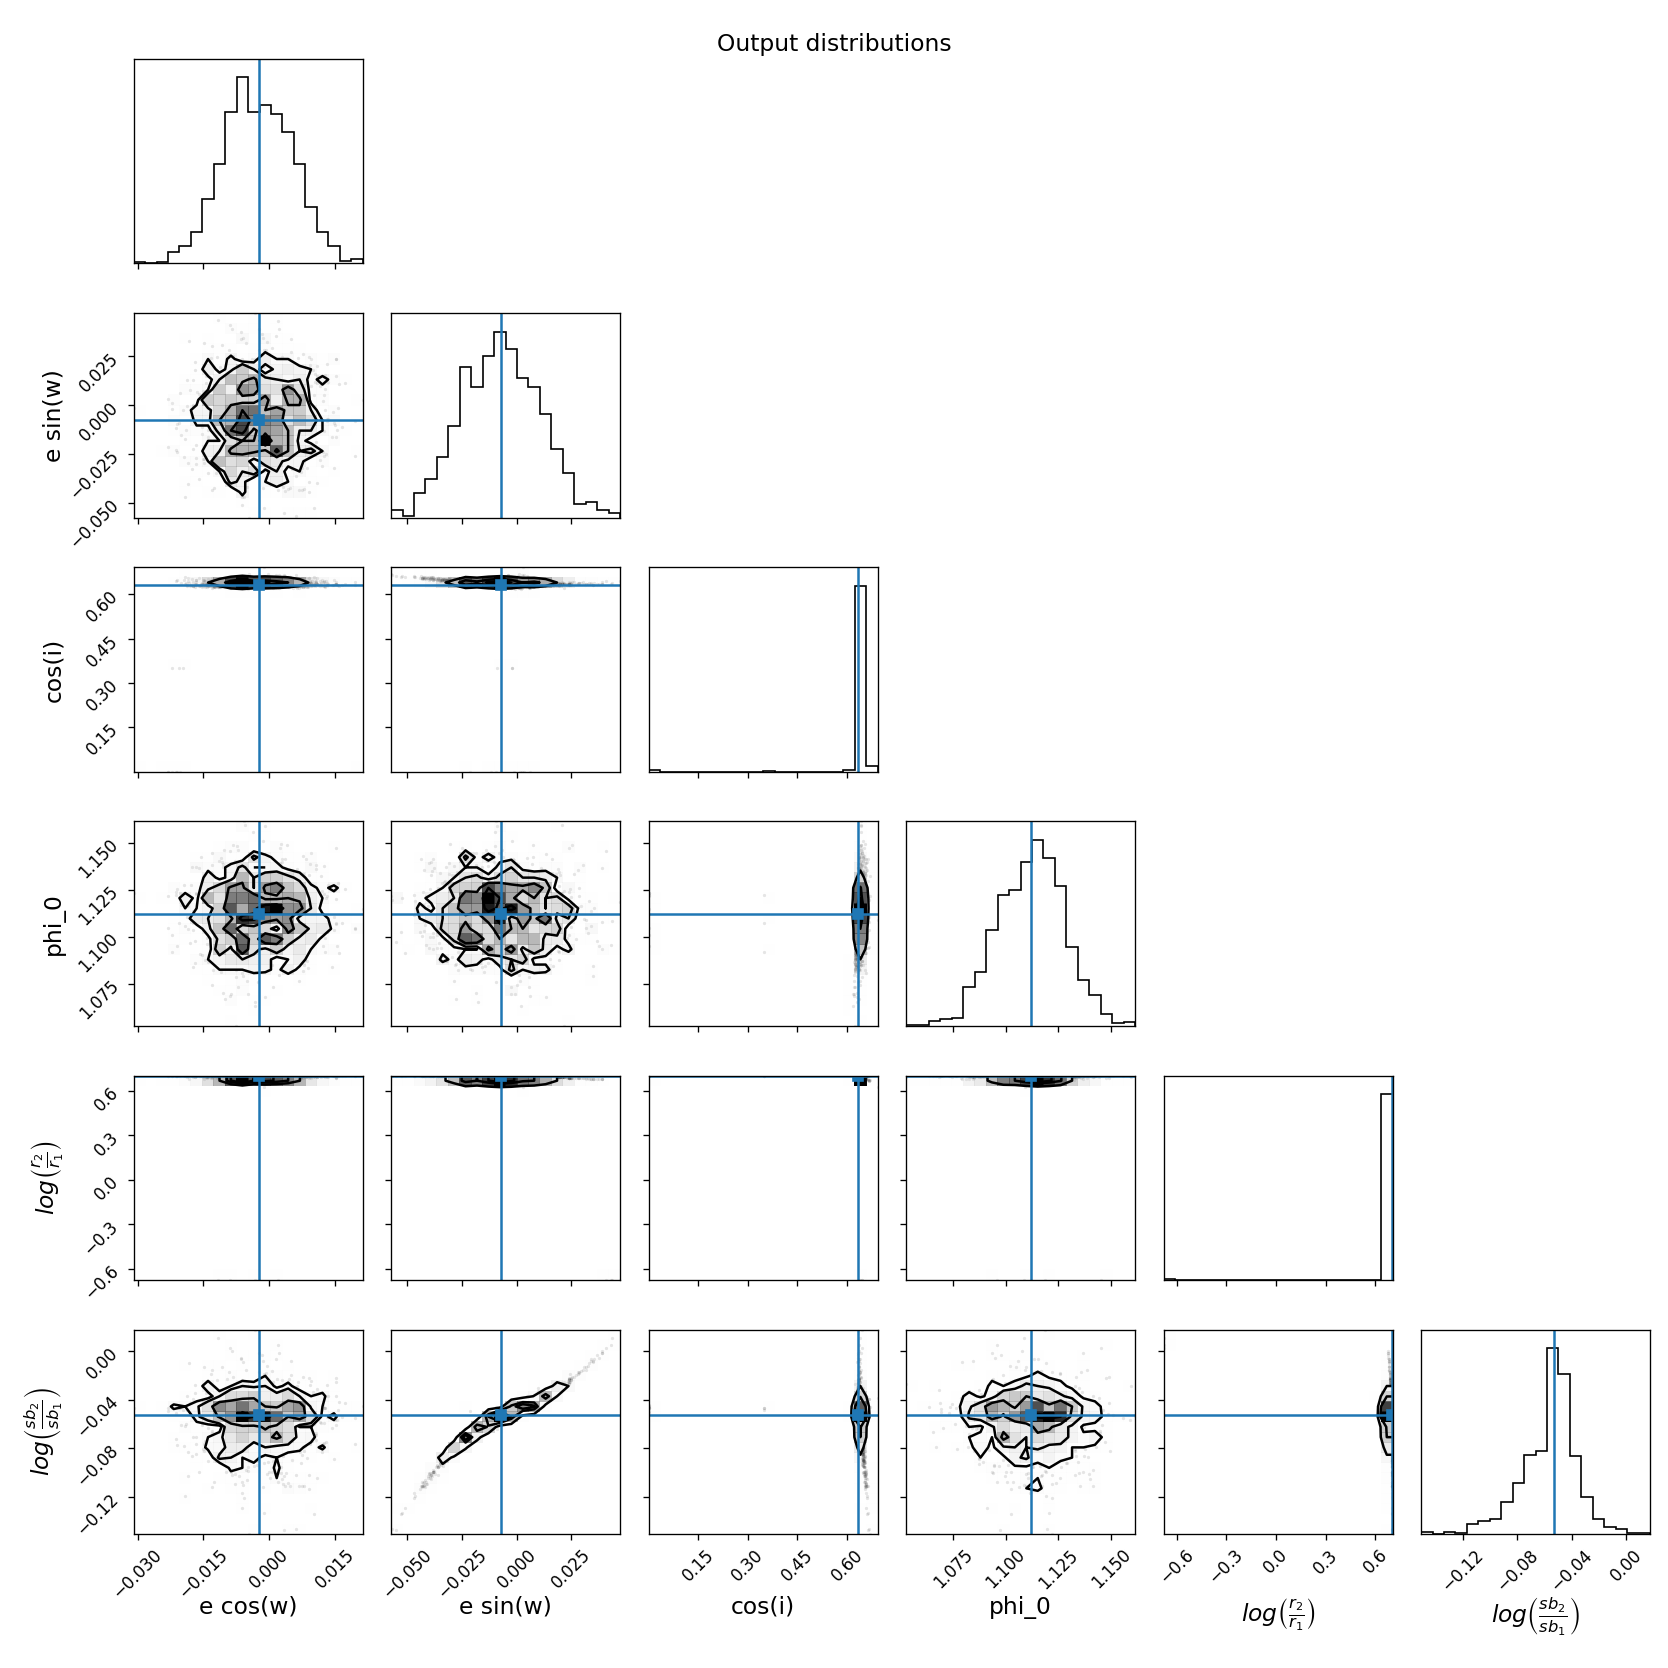 Output distributions
e sin(w)
0.025
0.000
−0.025
−0.050
cos(i)
0.60
0.45
0.30
0.15
phi_0
1.150
1.125
1.100
1.075
log(r₂/r₁)
0.6
0.3
0.0
−0.3
−0.6
log(sb₂/sb₁)
0.00
−0.04
−0.08
−0.12
−0.030 −0.015 0.000 0.015
−0.050 −0.025 0.000 0.025
0.15 0.30 0.45 0.60
1.075 1.100 1.125 1.150
−0.6 −0.3 0.0 0.3 0.6
−0.12 −0.08 −0.04 0.00
e cos(w) e sin(w) cos(i) phi_0 log(r₂/r₁) log(sb₂/sb₁)